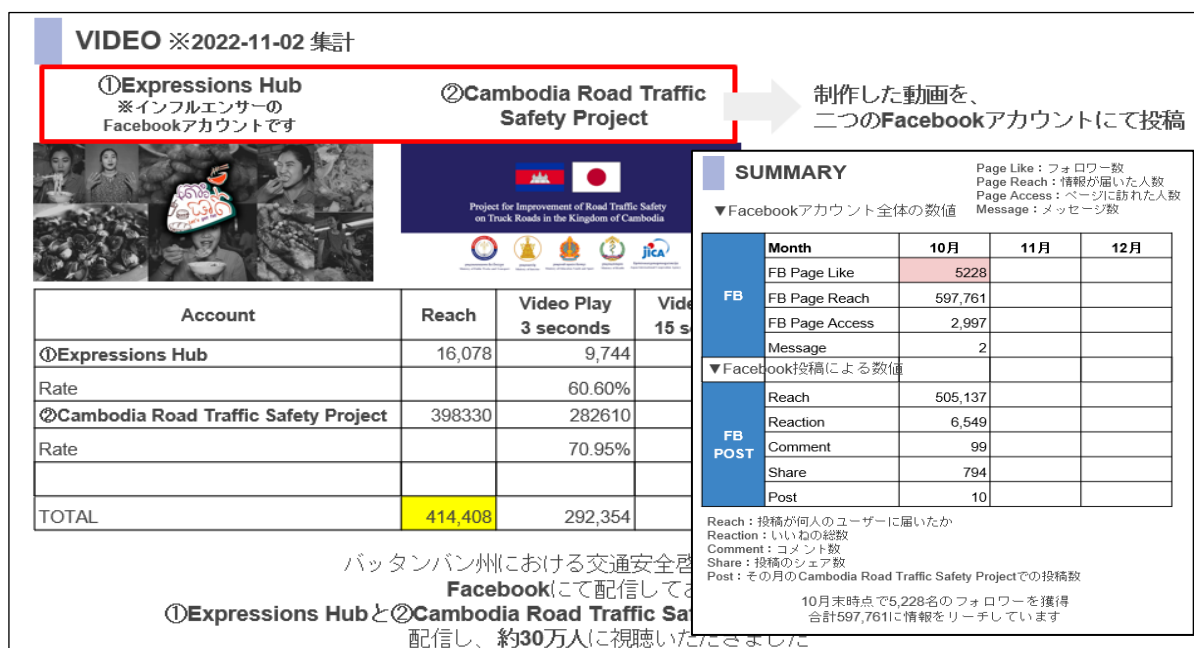 VIDEO ※2022-11-02 集計
①Expressions Hub
※インフルエンサーの
Facebookアカウントです
②Cambodia Road Traffic
Safety Project
制作した動画を、
二つのFacebookアカウントにて投稿
Project for Improvement of Road Traffic Safety
on Truck Roads in the Kingdom of Cambodia
jICA
Account Reach Video Play
3 seconds
15
①Expressions Hub 16,078 9,744
Rate 60.60%
②Cambodia Road Traffic Safety Project 398330 282610
Rate 70.95%
TOTAL 414,408 292,354
バッタンバン州における交通安全啓
Facebookにて配信して
①Expressions Hubと②Cambodia Road Traffic
配信し、約30万人に視聴いただきました
SUMMARY
Page Like：フォロワー数
Page Reach：情報が届いた人数
Page Access：ページに訪れた人数
Message：メッセージ数
▼Facebookアカウント全体の数値
FB
Month 10月 11月 12月
FB Page Like 5228
FB Page Reach 597,761
FB Page Access 2,997
Message 2
▼Facebook投稿による数値
FB
POST
Reach 505,137
Reaction 6,549
Comment 99
Share 794
Post 10
Reach：投稿が何人のユーザーに届いたか
Reaction：いいねの総数
Comment：コメント数
Share：投稿のシェア数
Post：その月のCambodia Road Traffic Safety Projectでの投稿数
10月末時点で5,228名のフォロワーを獲得
合計597,761に情報をリーチしています